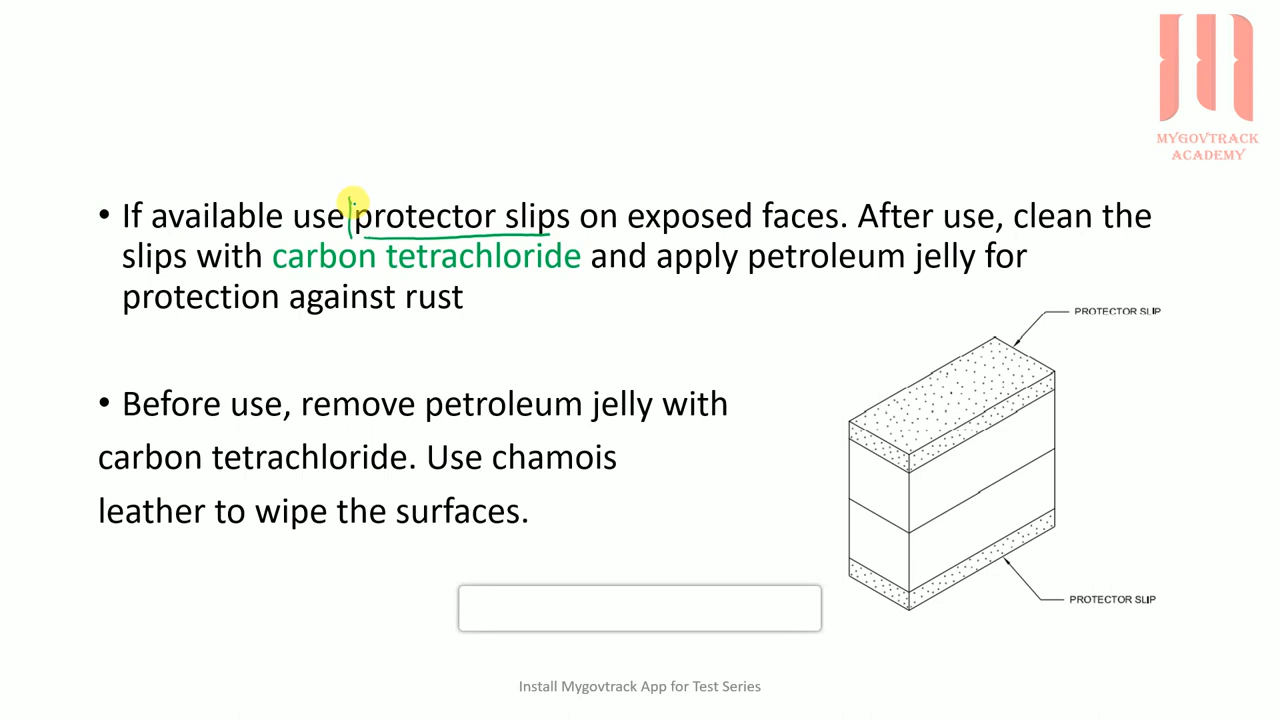 MYGOVTRACK
ACADEMY
• If available use protector slips on exposed faces. After use, clean the
slips with carbon tetrachloride and apply petroleum jelly for
protection against rust
PROTECTOR SLIP
• Before use, remove petroleum jelly with
carbon tetrachloride. Use chamois
leather to wipe the surfaces.
PROTECTOR SLIP
Install Mygovtrack App for Test Series